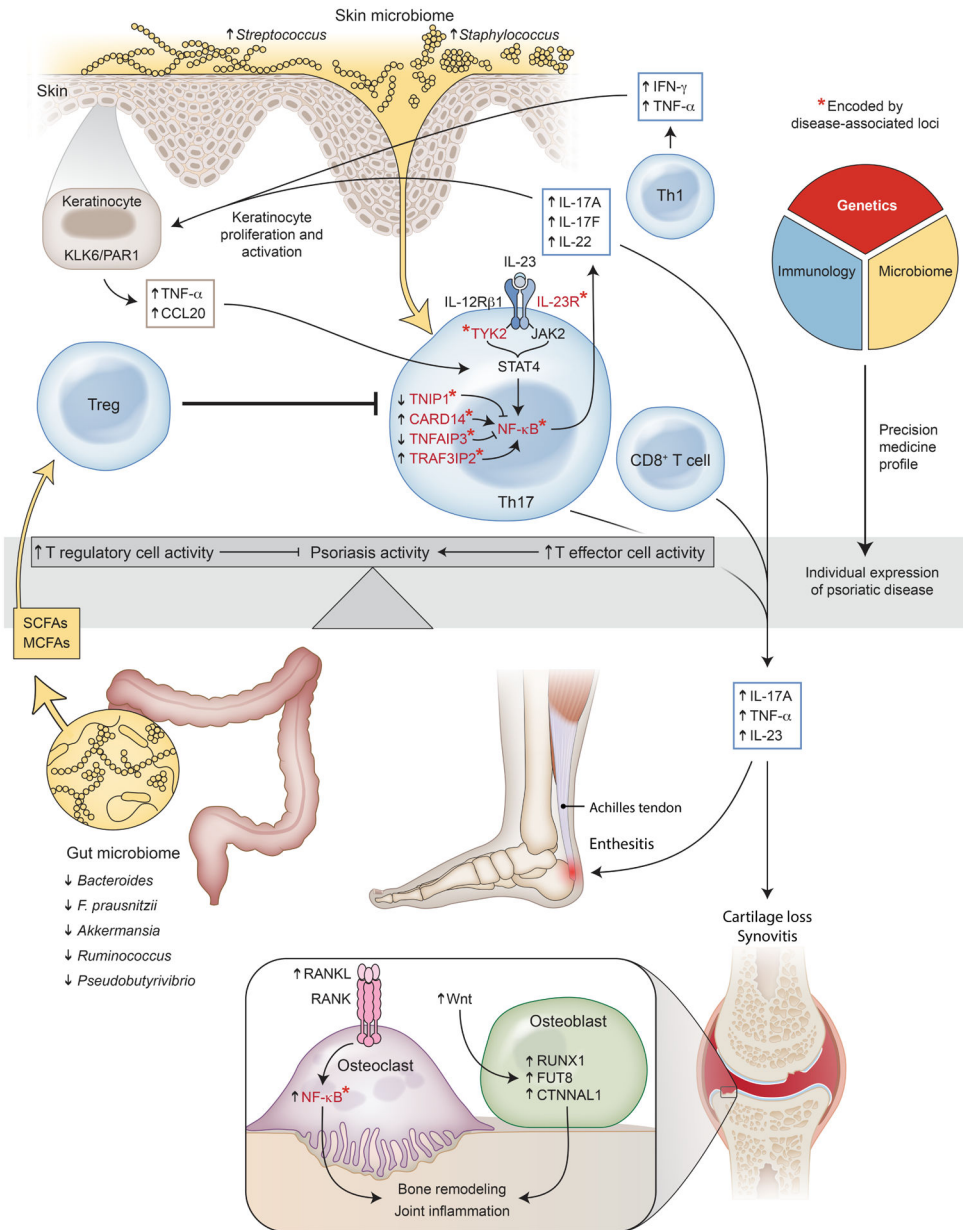 Skin microbiome
↑ Streptococcus
↑ Staphylococcus
Skin
↑ IFN-γ
↑ TNF-α
* Encoded by
disease-associated loci
Th1
Keratinocyte
KLK6/PAR1
Keratinocyte
proliferation and
activation
↑ IL-17A
↑ IL-17F
↑ IL-22
Genetics
Immunology
Microbiome
↑ TNF-α
↑ CCL20
IL-23
IL-12Rβ1
IL-23R*
*TYK2
JAK2
STAT4
Treg
↓ TNIP1*
↑ CARD14*
↓ TNFAIP3*
↑ TRAF3IP2*
NF-κB*
Th17
CD8⁺ T cell
Precision
medicine
profile
↑ T regulatory cell activity
Psoriasis activity
↑ T effector cell activity
Individual expression
of psoriatic disease
SCFAs
MCFAs
↑ IL-17A
↑ TNF-α
↑ IL-23
Achilles tendon
Enthesitis
Gut microbiome
↓ Bacteroides
↓ F. prausnitzii
↓ Akkermansia
↓ Ruminococcus
↓ Pseudobutyrivibrio
Cartilage loss
Synovitis
↑ RANKL
RANK
↑ Wnt
Osteoblast
Osteoclast
↑ RUNX1
↑ FUT8
↑ CTNNAL1
↑ NF-κB*
Bone remodeling
Joint inflammation